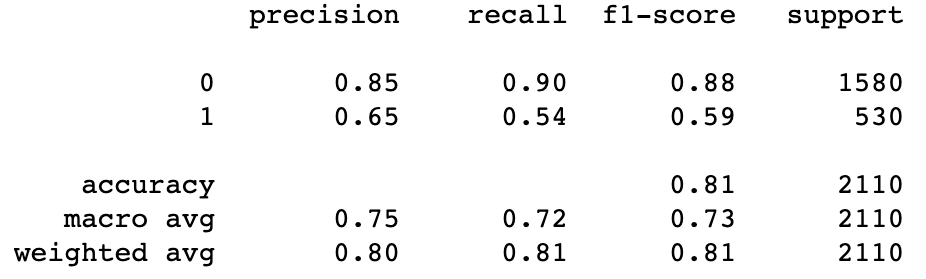 precision recall f1-score support
0 0.85 0.90 0.88 1580
1 0.65 0.54 0.59 530
accuracy 0.81 2110
macro avg 0.75 0.72 0.73 2110
weighted avg 0.80 0.81 0.81 2110